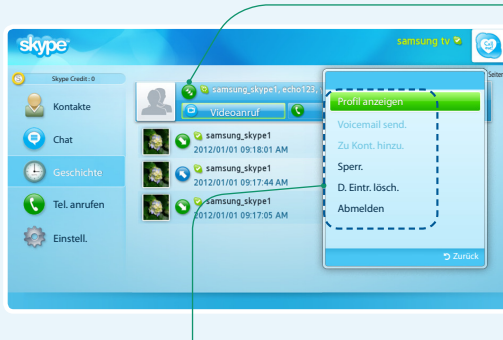 skype
samsung tv
Seiten
Skype Credit : 0
Kontakte
Chat
Geschichte
Tel. anrufen
Einstell.
samsung_skype1, echo123,
Videoanruf
samsung_skype1
2012/01/01 09:18:01 AM
samsung_skype1
2012/01/01 09:17:44 AM
samsung_skype1
2012/01/01 09:17:05 AM
Profil anzeigen
Voicemail send.
Zu Kont. hinzu.
Sperr.
D. Eintr. lösch.
Abmelden
Zurück